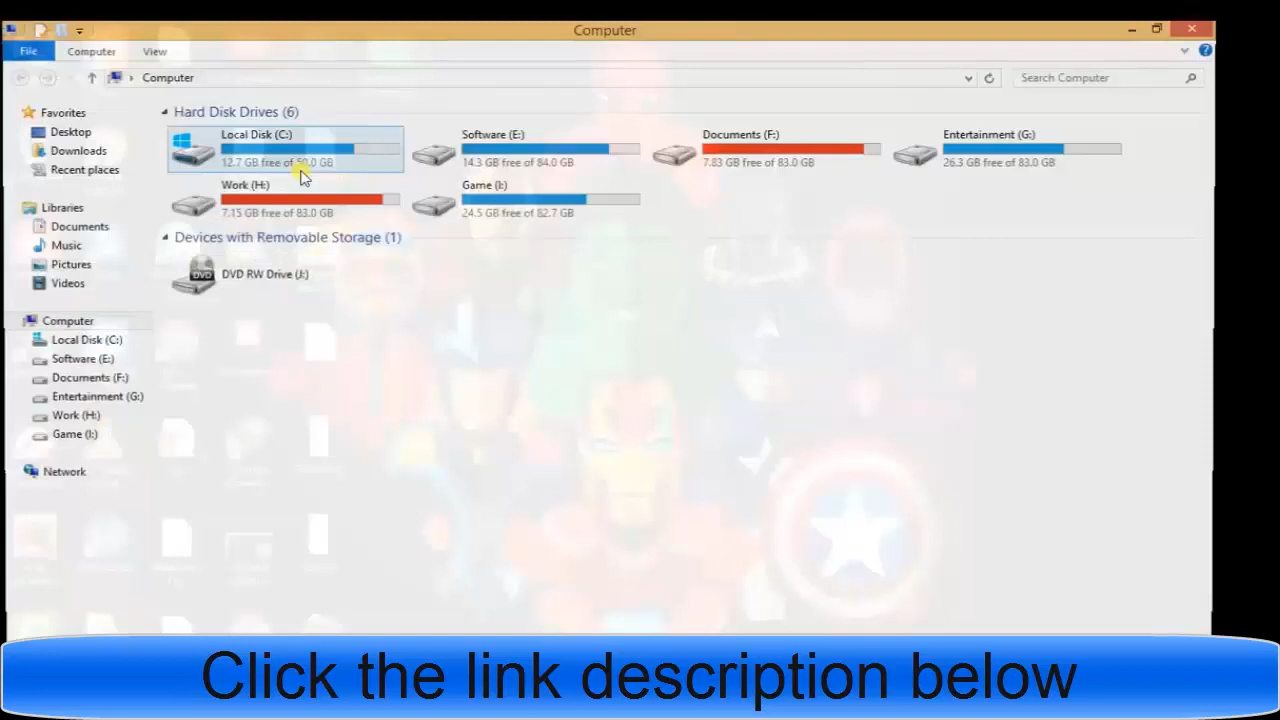 Computer
File Computer View
Computer
Search Computer
Favorites
Desktop
Downloads
Recent places
Libraries
Documents
Music
Pictures
Videos
Computer
Local Disk (C:)
Software (E:)
Documents (F:)
Entertainment (G:)
Work (H:)
Game (I:)
Network
Hard Disk Drives (6)
Local Disk (C:)
12.7 GB free of 50.0 GB
Software (E:)
14.3 GB free of 84.0 GB
Documents (F:)
7.83 GB free of 83.0 GB
Entertainment (G:)
26.3 GB free of 83.0 GB
Work (H:)
7.15 GB free of 83.0 GB
Game (I:)
24.5 GB free of 82.7 GB
Devices with Removable Storage (1)
DVD
DVD RW Drive (J:)
Click the link description below